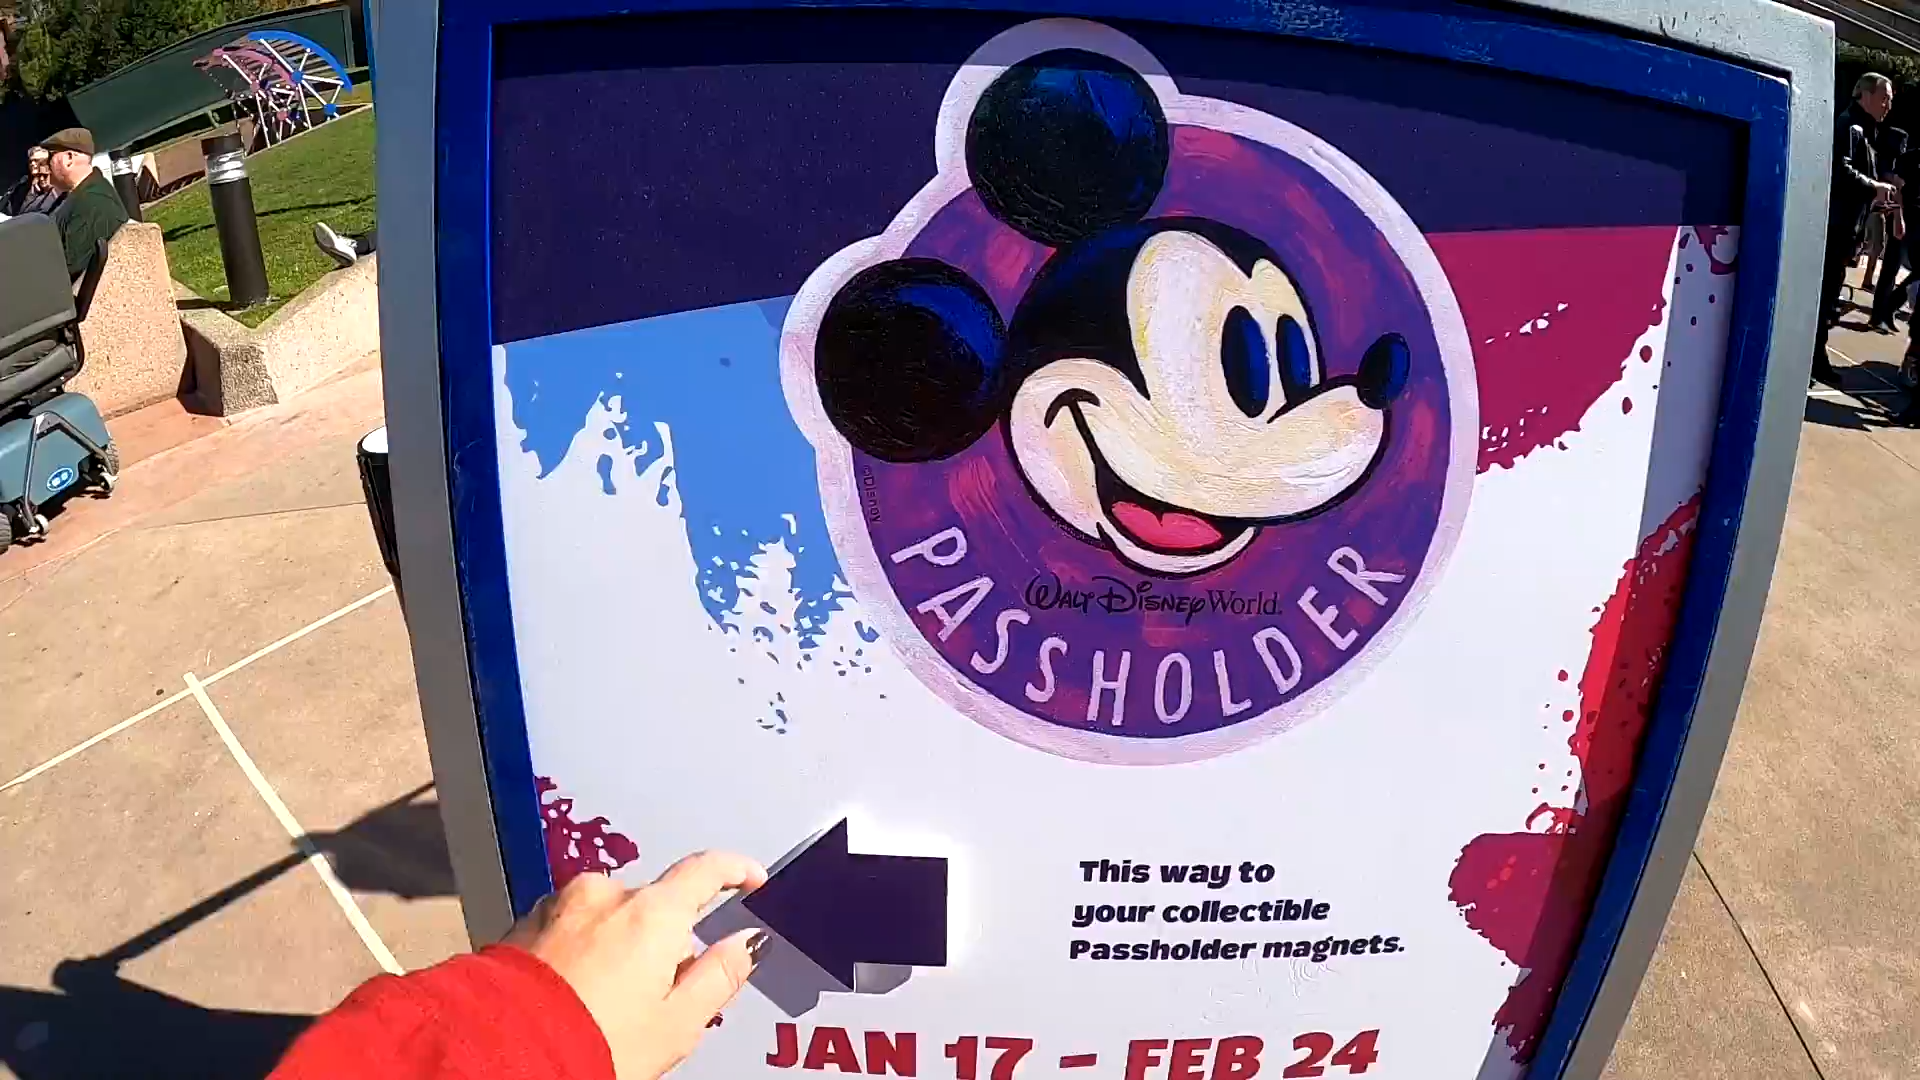 ©Disney
Walt Disney World.
PASSHOLDER
This way to
your collectible
Passholder magnets.
JAN 17 - FEB 24